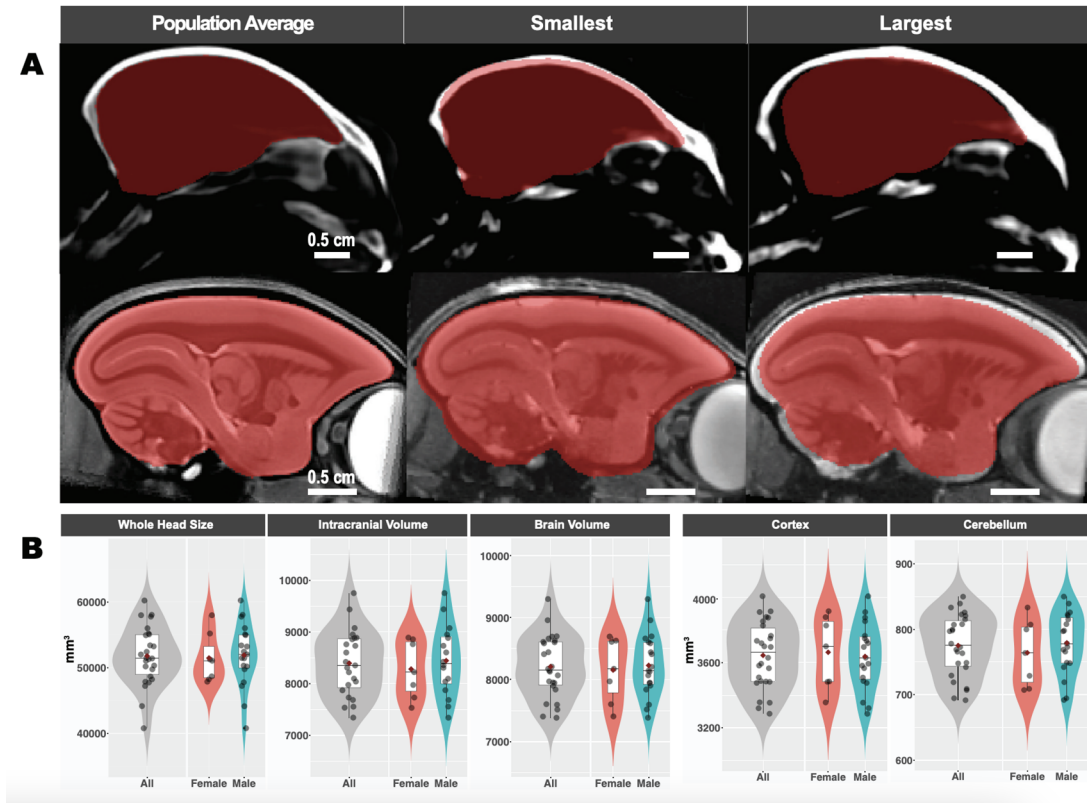 Population Average Smallest Largest
A
0.5 cm
0.5 cm
B
Whole Head Size Intracranial Volume Brain Volume Cortex Cerebellum
mm³
60000
50000
40000
All Female Male
10000
9000
8000
7000
All Female Male
10000
9000
8000
7000
All Female Male
4000
3600
3200
All Female Male
900
800
700
600
All Female Male